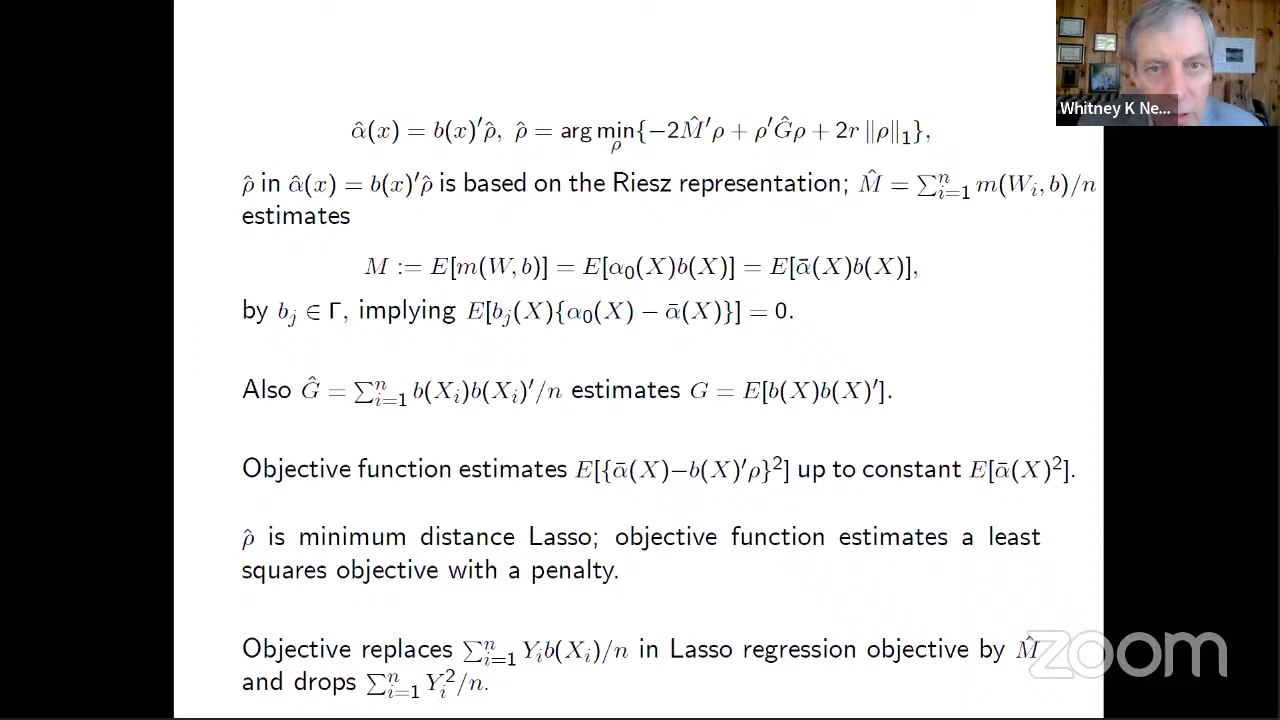 Whitney K Ne...
α̂(x) = b(x)′ρ̂, ρ̂ = arg min_ρ {−2M̂′ρ + ρ′Ĝρ + 2r ‖ρ‖₁},
ρ̂ in α̂(x) = b(x)′ρ̂ is based on the Riesz representation; M̂ = ∑ⁿᵢ₌₁ m(Wᵢ, b)/n
estimates
M := E[m(W, b)] = E[α₀(X)b(X)] = E[ᾱ(X)b(X)],
by bⱼ ∈ Γ, implying E[bⱼ(X){α₀(X) − ᾱ(X)}] = 0.
Also Ĝ = ∑ⁿᵢ₌₁ b(Xᵢ)b(Xᵢ)′/n estimates G = E[b(X)b(X)′].
Objective function estimates E[{ᾱ(X)−b(X)′ρ}²] up to constant E[ᾱ(X)²].
ρ̂ is minimum distance Lasso; objective function estimates a least
squares objective with a penalty.
Objective replaces ∑ⁿᵢ₌₁ Yᵢb(Xᵢ)/n in Lasso regression objective by M̂
and drops ∑ⁿᵢ₌₁ Yᵢ²/n.
zoom